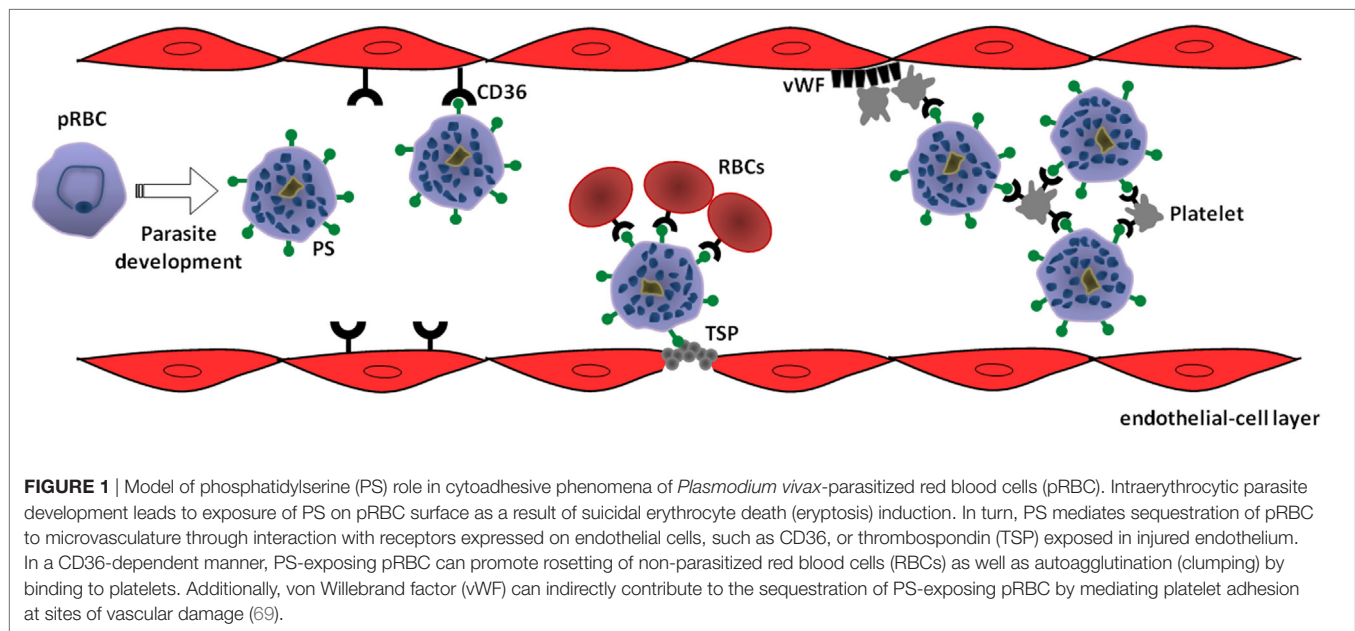 pRBC
Parasite
development
PS
CD36
RBCs
TSP
vWF
Platelet
endothelial-cell layer
FIGURE 1 | Model of phosphatidylserine (PS) role in cytoadhesive phenomena of Plasmodium vivax-parasitized red blood cells (pRBC). Intraerythrocytic parasite
development leads to exposure of PS on pRBC surface as a result of suicidal erythrocyte death (eryptosis) induction. In turn, PS mediates sequestration of pRBC
to microvasculature through interaction with receptors expressed on endothelial cells, such as CD36, or thrombospondin (TSP) exposed in injured endothelium.
In a CD36-dependent manner, PS-exposing pRBC can promote rosetting of non-parasitized red blood cells (RBCs) as well as autoagglutination (clumping) by
binding to platelets. Additionally, von Willebrand factor (vWF) can indirectly contribute to the sequestration of PS-exposing pRBC by mediating platelet adhesion
at sites of vascular damage (69).